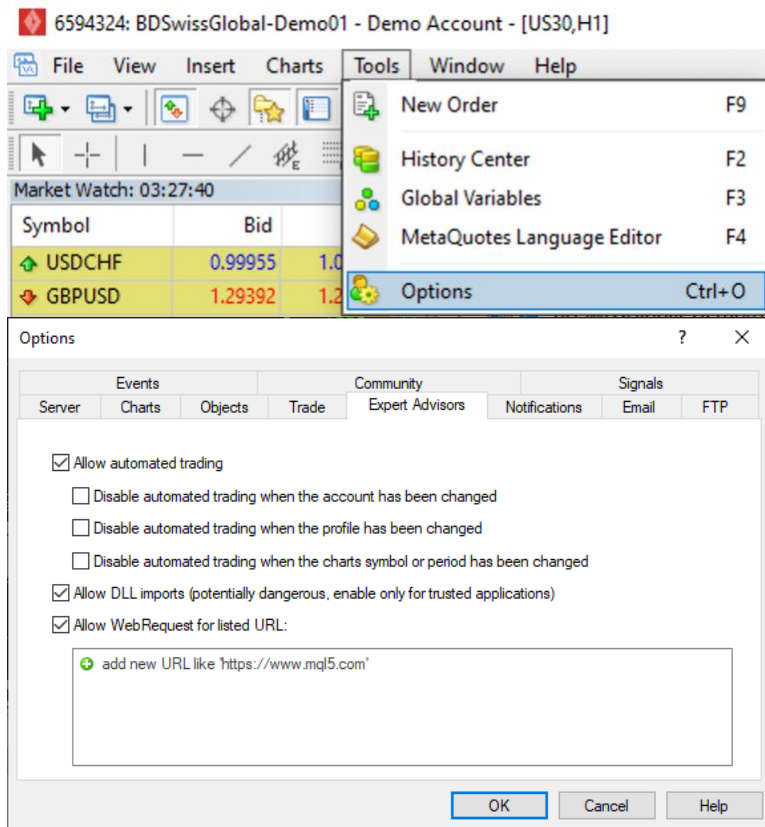 6594324: BDSwissGlobal-Demo01 - Demo Account - [US30,H1]
File View Insert Charts Tools Window Help
New Order F9
History Center F2
Global Variables F3
MetaQuotes Language Editor F4
Options Ctrl+O
E
Market Watch: 03:27:40
Symbol Bid
USDCHF 0.99955 1.0
GBPUSD 1.29392 1.2
Options ? X
Events Community Signals
Server Charts Objects Trade Expert Advisors Notifications Email FTP
Allow automated trading
Disable automated trading when the account has been changed
Disable automated trading when the profile has been changed
Disable automated trading when the charts symbol or period has been changed
Allow DLL imports (potentially dangerous, enable only for trusted applications)
Allow WebRequest for listed URL:
add new URL like 'https://www.mql5.com'
OK Cancel Help